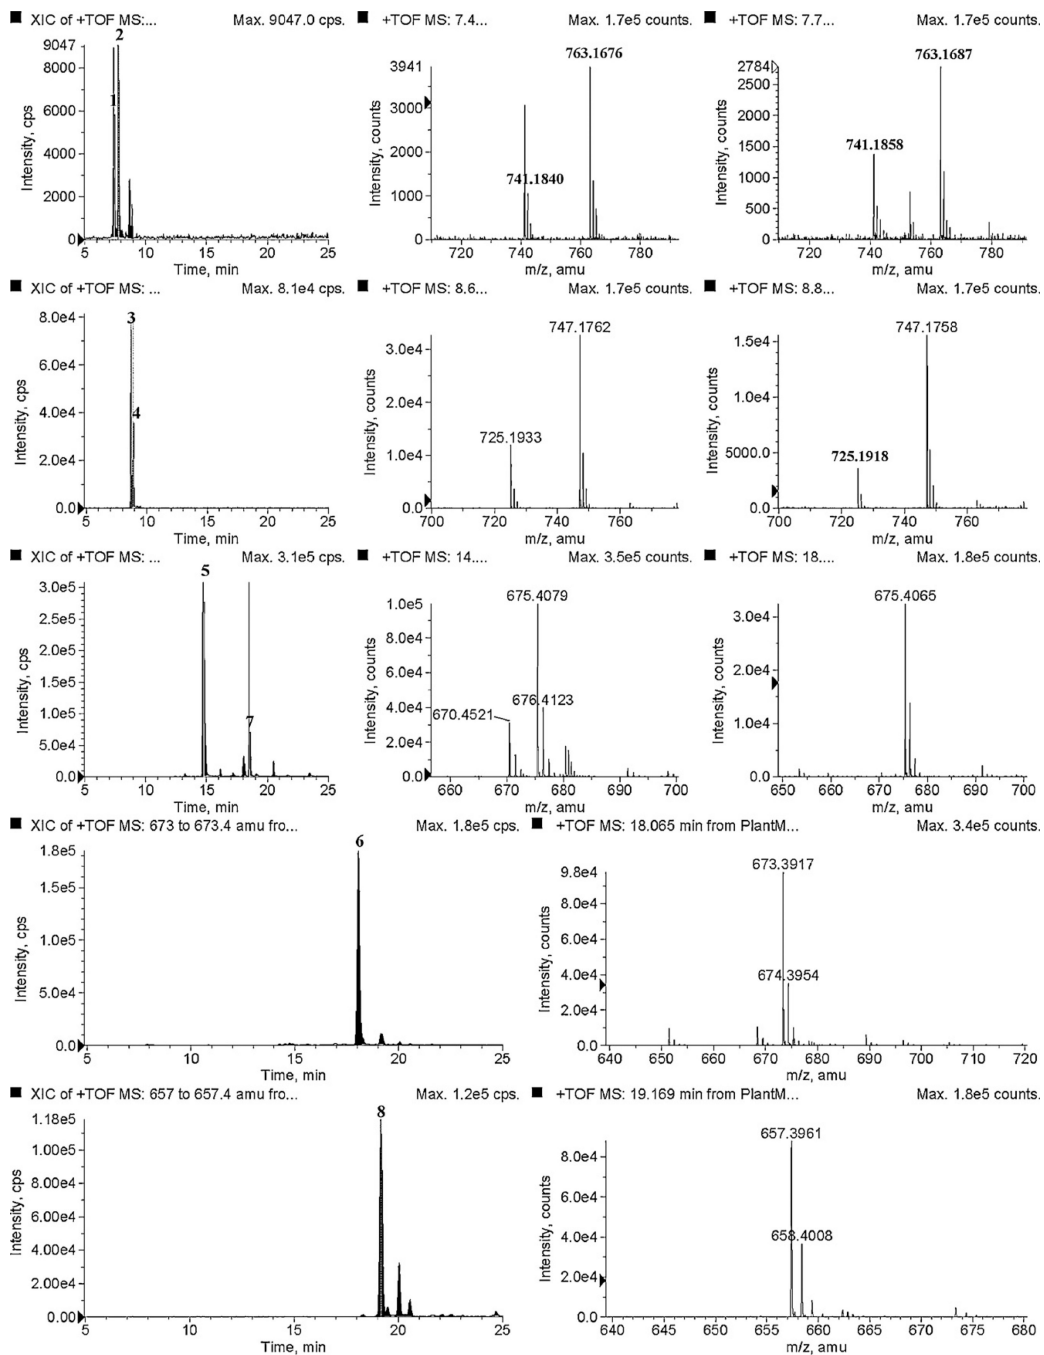 XIC of +TOF MS:... Max. 9047.0 cps.
9047
8000
6000
4000
2000
0
Intensity, cps
1
2
5 10 15 20 25
Time, min
+TOF MS: 7.4... Max. 1.7e5 counts.
3941
3000
2000
1000
0
Intensity, counts
763.1676
741.1840
720 740 760 780
m/z, amu
+TOF MS: 7.7... Max. 1.7e5 counts.
2784
2500
2000
1500
1000
500
0
Intensity, counts
763.1687
741.1858
720 740 760 780
m/z, amu
XIC of +TOF MS: ... Max. 8.1e4 cps.
8.0e4
6.0e4
4.0e4
2.0e4
0.0
Intensity, cps
3
4
5 10 15 20 25
Time, min
+TOF MS: 8.6... Max. 1.7e5 counts.
3.0e4
2.0e4
1.0e4
0.0
Intensity, counts
747.1762
725.1933
700 720 740 760
m/z, amu
+TOF MS: 8.8... Max. 1.7e5 counts.
1.5e4
1.0e4
5000.0
0.0
Intensity, counts
747.1758
725.1918
700 720 740 760
m/z, amu
XIC of +TOF MS: ... Max. 3.1e5 cps.
3.0e5
2.5e5
2.0e5
1.5e5
1.0e5
5.0e4
0.0
Intensity, cps
5
7
5 10 15 20 25
Time, min
+TOF MS: 14.... Max. 3.5e5 counts.
1.0e5
8.0e4
6.0e4
4.0e4
2.0e4
0.0
Intensity, counts
675.4079
676.4123
670.4521
660 670 680 690 700
m/z, amu
+TOF MS: 18.... Max. 1.8e5 counts.
3.0e4
2.0e4
1.0e4
0.0
Intensity, counts
675.4065
650 660 670 680 690 700
m/z, amu
XIC of +TOF MS: 673 to 673.4 amu fro... Max. 1.8e5 cps.
1.8e5
1.5e5
1.0e5
5.0e4
0.0
Intensity, cps
6
5 10 15 20 25
Time, min
+TOF MS: 18.065 min from PlantM... Max. 3.4e5 counts.
9.8e4
8.0e4
6.0e4
4.0e4
2.0e4
0.0
Intensity, counts
673.3917
674.3954
640 650 660 670 680 690 700 710 720
m/z, amu
XIC of +TOF MS: 657 to 657.4 amu fro... Max. 1.2e5 cps.
1.18e5
1.00e5
8.00e4
6.00e4
4.00e4
2.00e4
0.00
Intensity, cps
8
5 10 15 20 25
Time, min
+TOF MS: 19.169 min from PlantM... Max. 1.8e5 counts.
8.0e4
6.0e4
4.0e4
2.0e4
0.0
Intensity, counts
657.3961
658.4008
640 645 650 655 660 665 670 675 680
m/z, amu